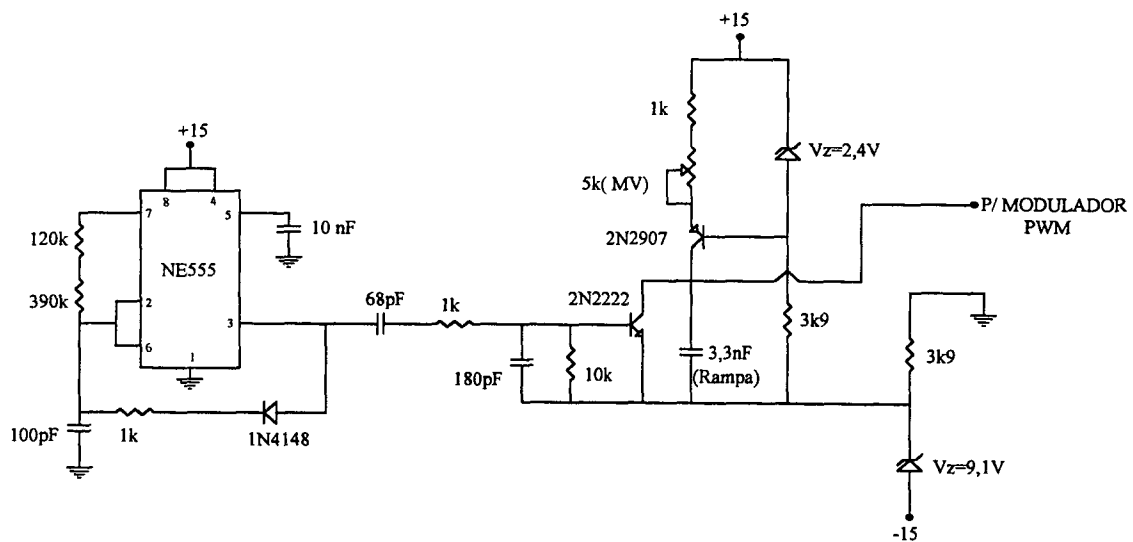 +15
1k
Vz=2,4V
5k( MV)
P/ MODULADOR
PWM
2N2907
+15
8
4
7
5
10 nF
120k
NE555
390k
2
3
6
1
68pF
1k
2N2222
3k9
3k9
180pF
10k
3,3nF
(Rampa)
100pF
1k
1N4148
Vz=9,1V
-15